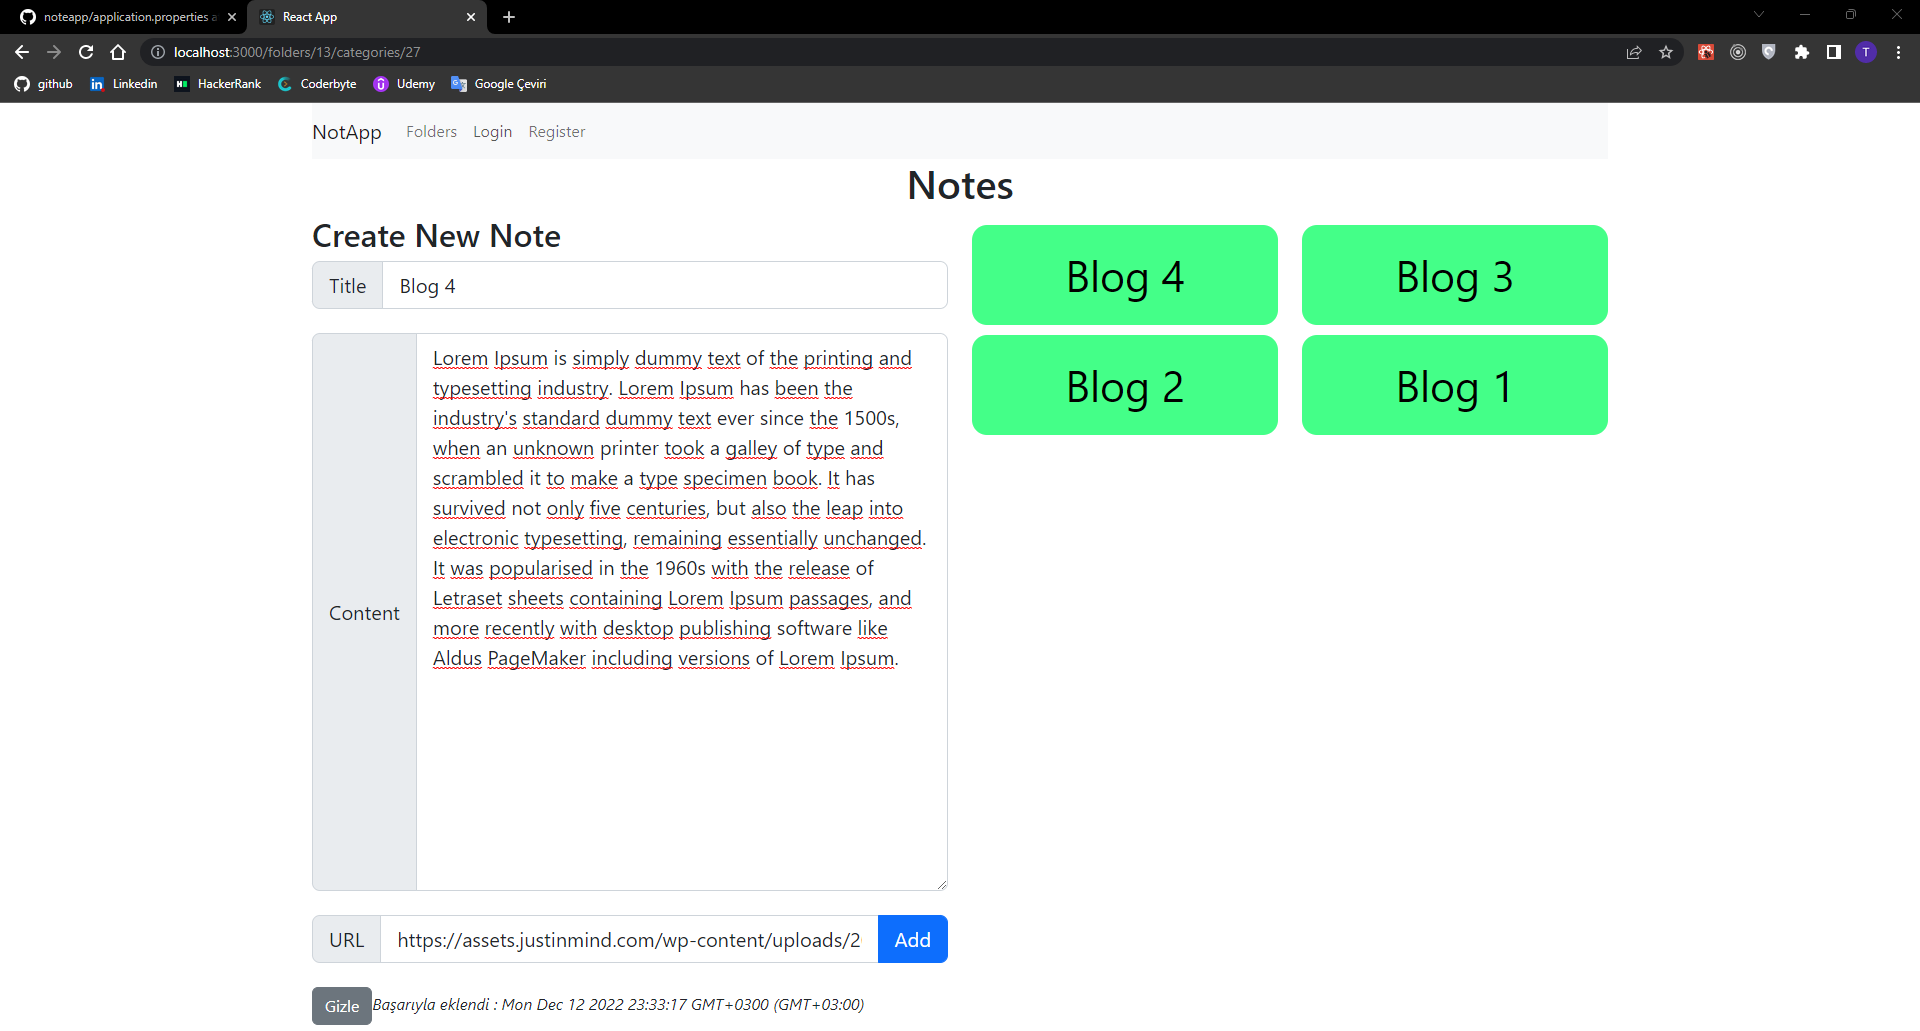 noteapp/application.properties a
React App
localhost:3000/folders/13/categories/27
T
github
Linkedin
HackerRank
Coderbyte
Udemy
Google Çeviri
NotApp
Folders
Login
Register
Notes
Create New Note
Title
Blog 4
Content
Lorem Ipsum is simply dummy text of the printing and
typesetting industry. Lorem Ipsum has been the
industry's standard dummy text ever since the 1500s,
when an unknown printer took a galley of type and
scrambled it to make a type specimen book. It has
survived not only five centuries, but also the leap into
electronic typesetting, remaining essentially unchanged.
It was popularised in the 1960s with the release of
Letraset sheets containing Lorem Ipsum passages, and
more recently with desktop publishing software like
Aldus PageMaker including versions of Lorem Ipsum.
URL
https://assets.justinmind.com/wp-content/uploads/2
Add
Gizle
Başarıyla eklendi : Mon Dec 12 2022 23:33:17 GMT+0300 (GMT+03:00)
Blog 4
Blog 3
Blog 2
Blog 1